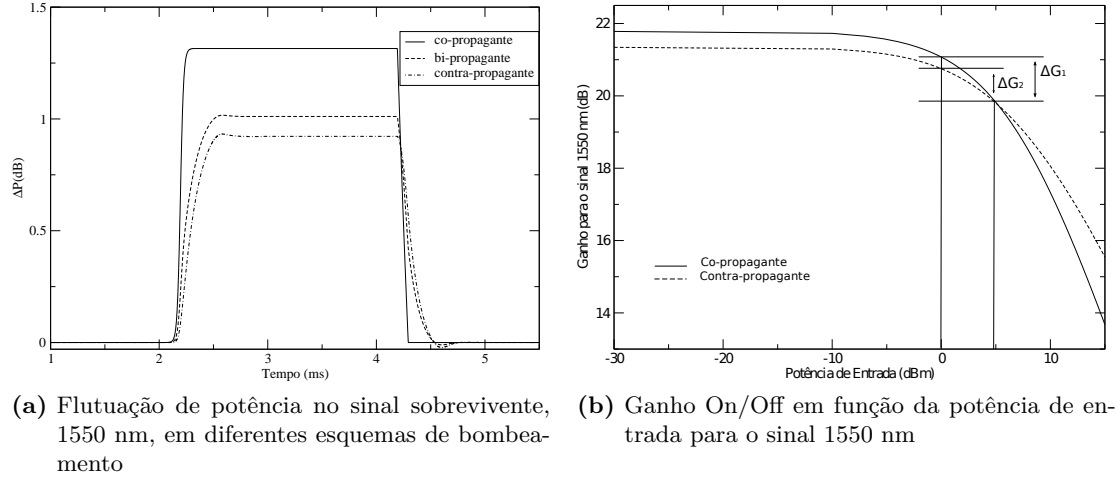 1.5
1
0.5
0
ΔP(dB)
co-propagante
bi-propagante
contra-propagante
1
2
3
4
5
Tempo (ms)
(a) Flutuação de potência no sinal sobrevivente,
1550 nm, em diferentes esquemas de bombea-
mento
22
20
18
16
14
Ganho para o sinal 1550 nm (dB)
ΔG₁
ΔG₂
Co-propagante
Contra-propagante
-30
-20
-10
0
10
Potência de Entrada (dBm)
(b) Ganho On/Off em função da potência de en-
trada para o sinal 1550 nm